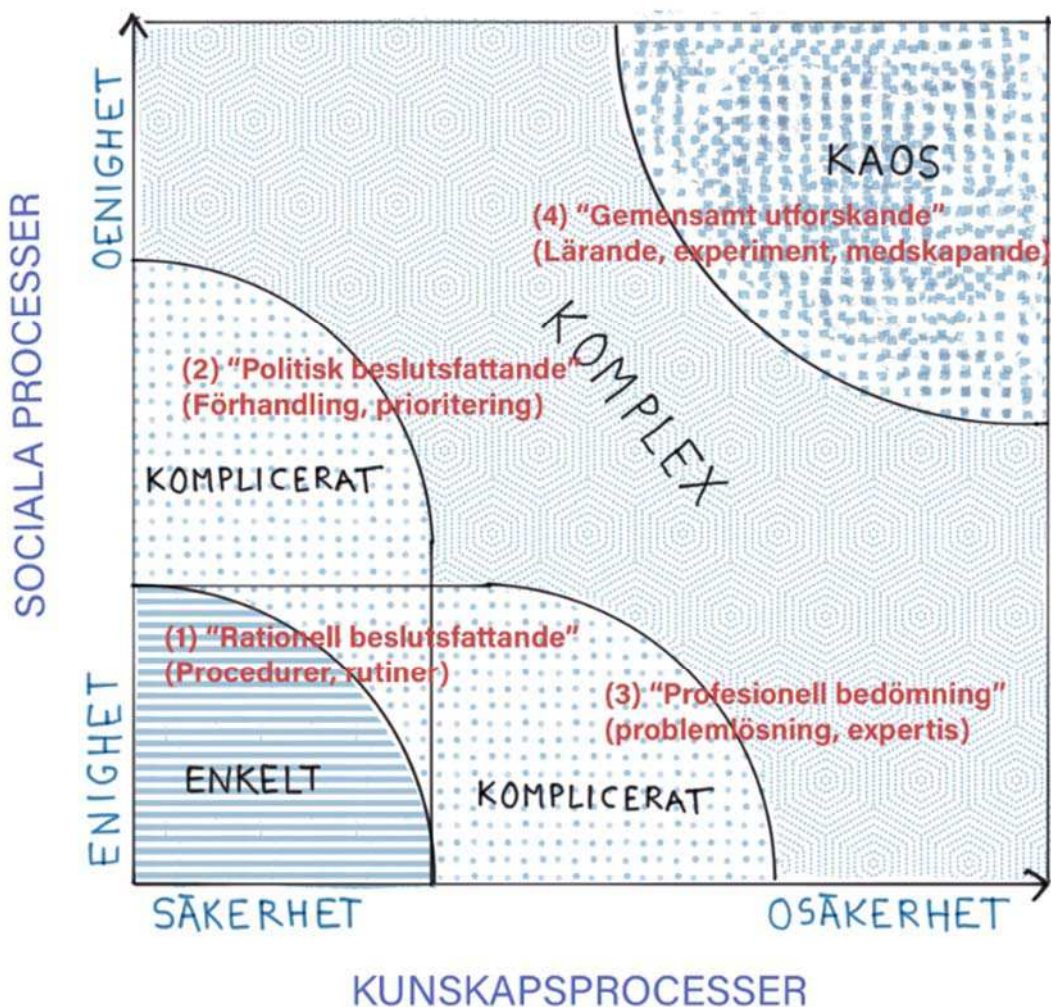 OENIGHET
KAOS
(4) “Gemensamt utforskande”
(Lärande, experiment, medskapande)
SOCIALA PROCESSER
KOMPLEX
(2) “Politisk beslutsfattande”
(Förhandling, prioritering)
KOMPLICERAT
(1) “Rationell beslutsfattande”
(Procedurer, rutiner)
(3) “Profesionell bedömning”
(problemlösning, expertis)
ENIGHET
ENKELT
KOMPLICERAT
SÄKERHET
OSÄKERHET
KUNSKAPSPROCESSER